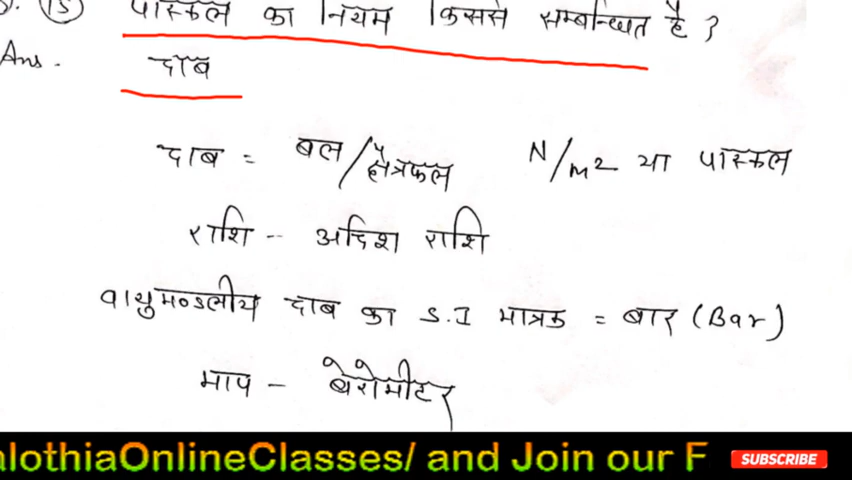 (15) पास्कल का नियम किससे सम्बन्धित है ?
Ans. दाब
दाब = बल/क्षेत्रफल N/m2 या पास्कल
राशि - अदिश राशि
वायुमण्डलीय दाब का S.I मात्रक = बार (Bar)
माप - बेरोमीटर
alothiaOnlineClasses/ and Join our F
SUBSCRIBE